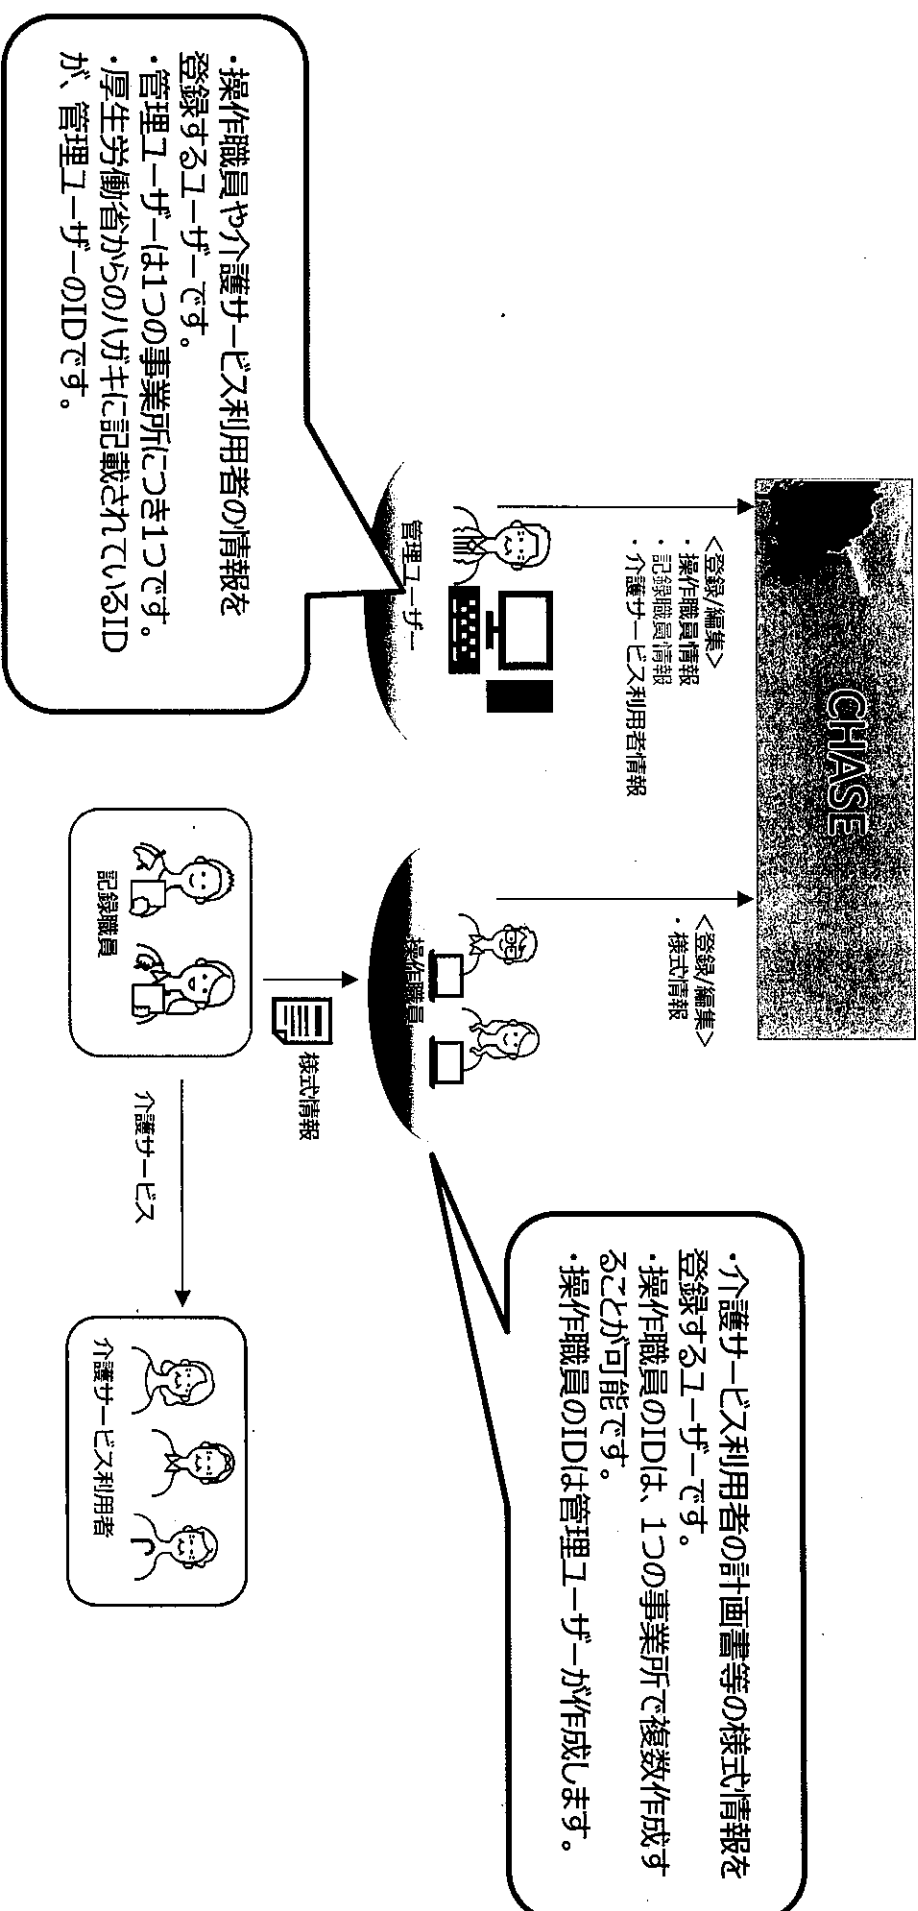 CHASE
<登録/編集>
・操作職員情報
・記録職員情報
・介護サービス利用者情報
<登録/編集>
・様式情報
管理ユーザー
操作職員
・操作職員や介護サービス利用者の情報を
登録するユーザーです。
・管理ユーザーは1つの事業所につき1つです。
・厚生労働省からのハガキに記載されているID
が、管理ユーザーのIDです。
・介護サービス利用者の計画書等の様式情報を
登録するユーザーです。
・操作職員のIDは、1つの事業所で複数作成す
ることが可能です。
・操作職員のIDは管理ユーザーが作成します。
様式情報
記録職員
介護サービス
介護サービス利用者